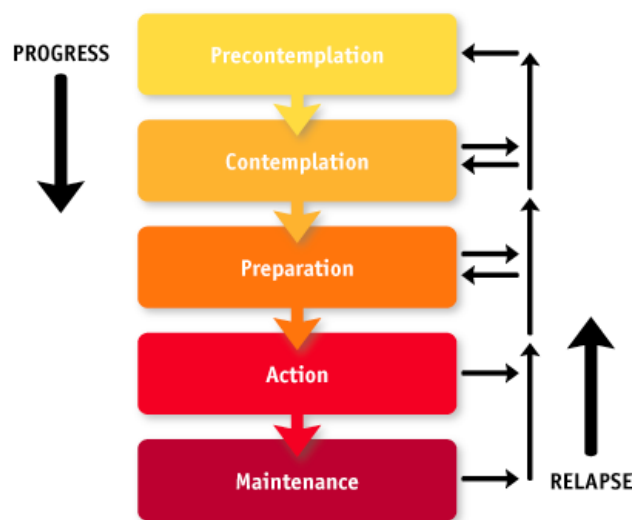 PROGRESS
Precontemplation
Contemplation
Preparation
Action
Maintenance
RELAPSE